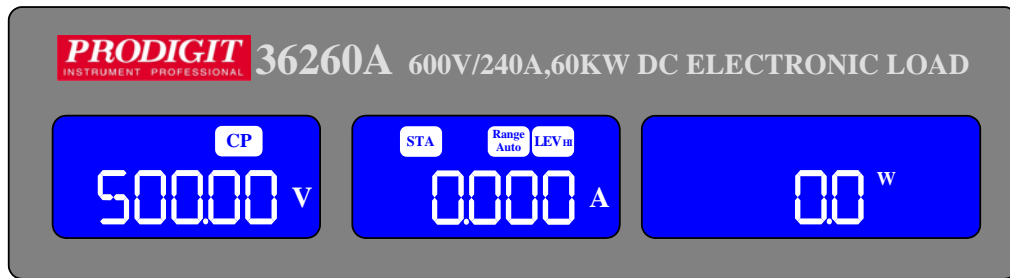 PRODIGIT
INSTRUMENT PROFESSIONAL
36260A 600V/240A,60KW DC ELECTRONIC LOAD
CP
500.00 V
STA Range Auto LEV HI
0.000 A
0.0 W